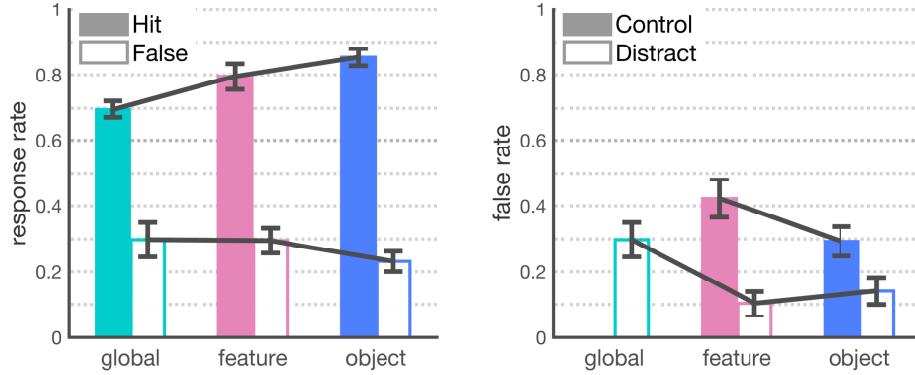 response rate
1
0.8
0.6
0.4
0.2
0
Hit
False
global feature object
false rate
1
0.8
0.6
0.4
0.2
0
Control
Distract
global feature object